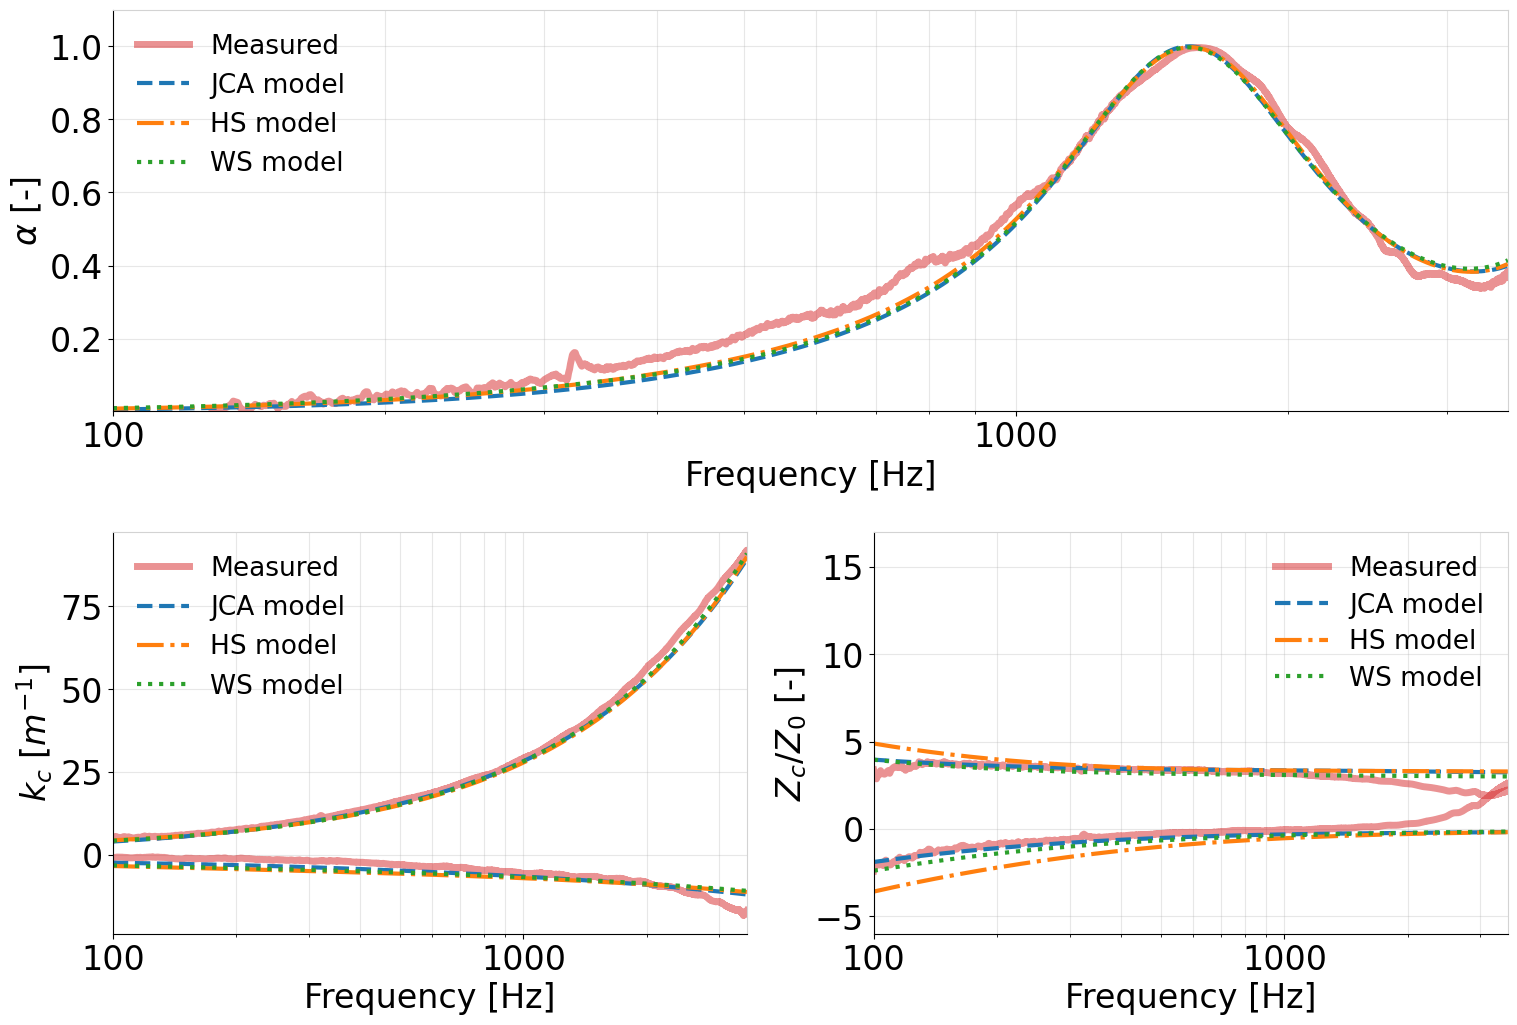 α [-]
1.0
0.8
0.6
0.4
0.2
Measured
JCA model
HS model
WS model
100
1000
Frequency [Hz]
k_c [m^{-1}]
75
50
25
0
Measured
JCA model
HS model
WS model
100
1000
Frequency [Hz]
Z_c/Z_0 [-]
15
10
5
0
−5
Measured
JCA model
HS model
WS model
100
1000
Frequency [Hz]